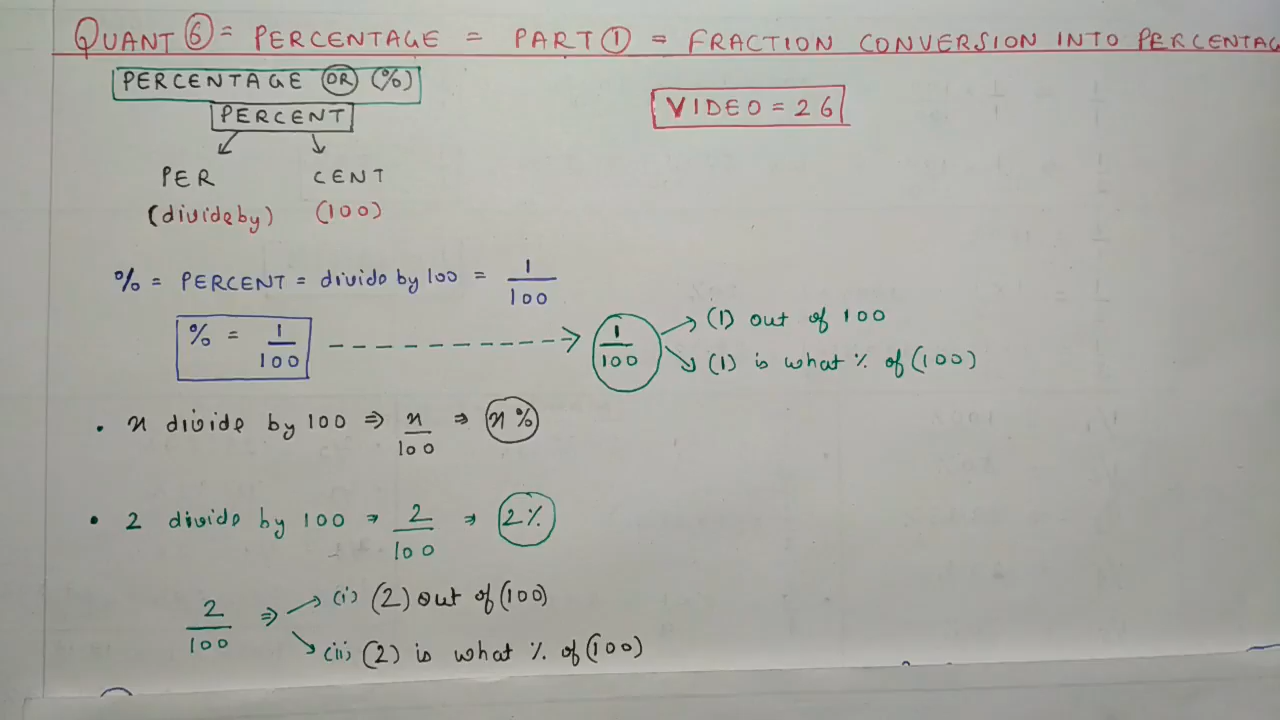 QUANT ⑥ = PERCENTAGE = PART ① = FRACTION CONVERSION INTO PERCENTAG
PERCENTAGE OR (%)
VIDEO = 26
PERCENT
PER CENT
(divideby) (100)
% = PERCENT = divide by 100 = 1/100
% = 1/100 -----------> 1/100
(1) out of 100
(1) is what % of (100)
• x divide by 100 ⇒ x/100 ⇒ x%
• 2 divide by 100 ⇒ 2/100 ⇒ 2%
2/100 ⇒ (i) (2) out of (100)
(ii) (2) is what % of (100)